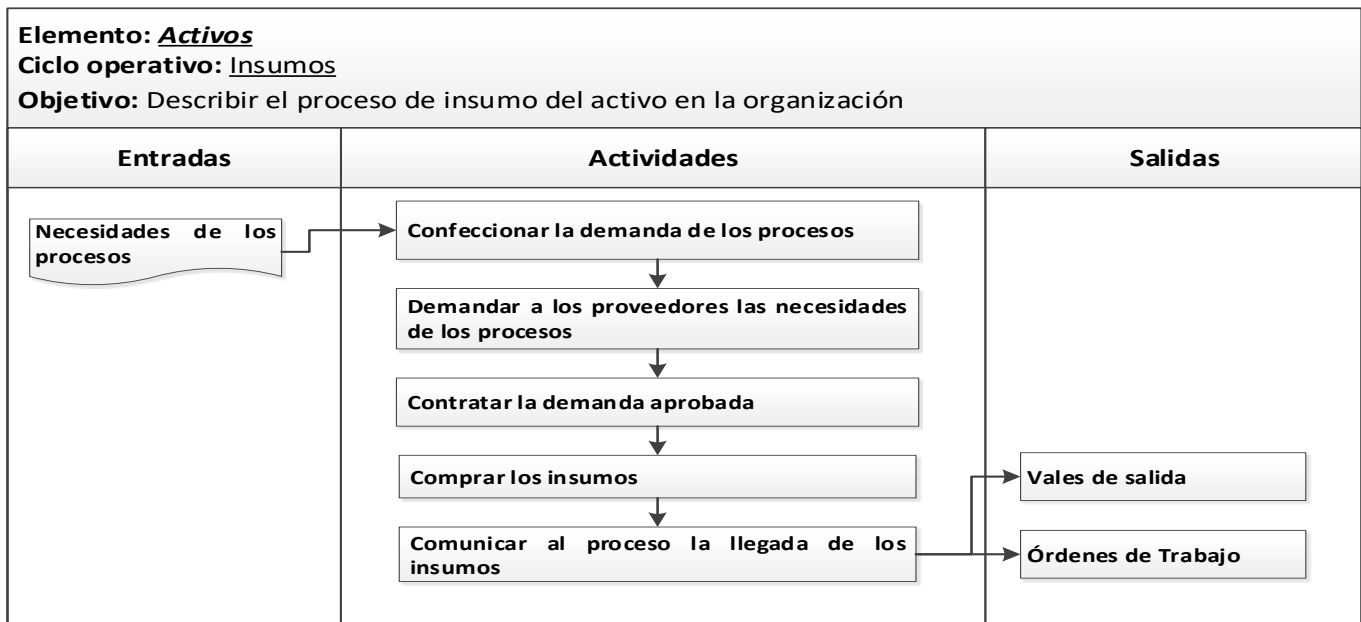 Elemento: Activos
Ciclo operativo: Insumos
Objetivo: Describir el proceso de insumo del activo en la organización
Entradas
Actividades
Salidas
Necesidades de los
procesos
Confeccionar la demanda de los procesos
Demandar a los proveedores las necesidades
de los procesos
Contratar la demanda aprobada
Comprar los insumos
Comunicar al proceso la llegada de los
insumos
Vales de salida
Órdenes de Trabajo